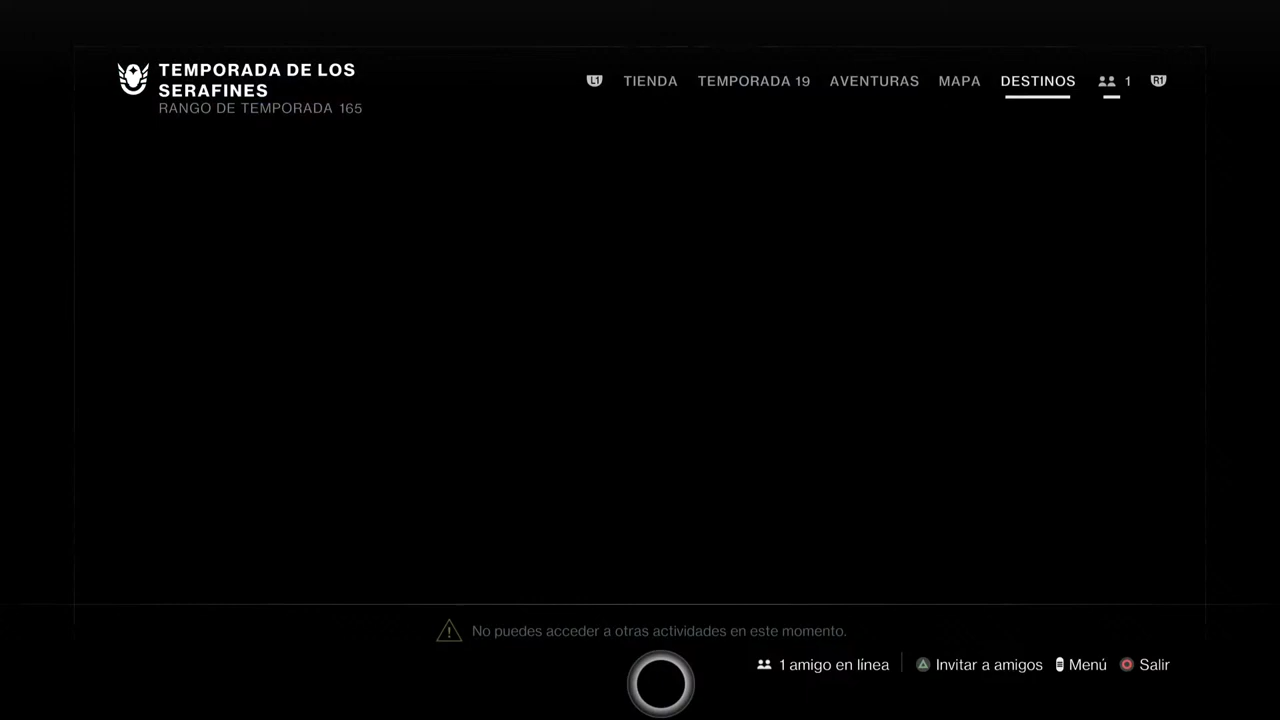 TEMPORADA DE LOS
SERAFINES
RANGO DE TEMPORADA 165
L1 TIENDA TEMPORADA 19 AVENTURAS MAPA DESTINOS 1 R1
No puedes acceder a otras actividades en este momento.
1 amigo en línea Invitar a amigos Menú Salir